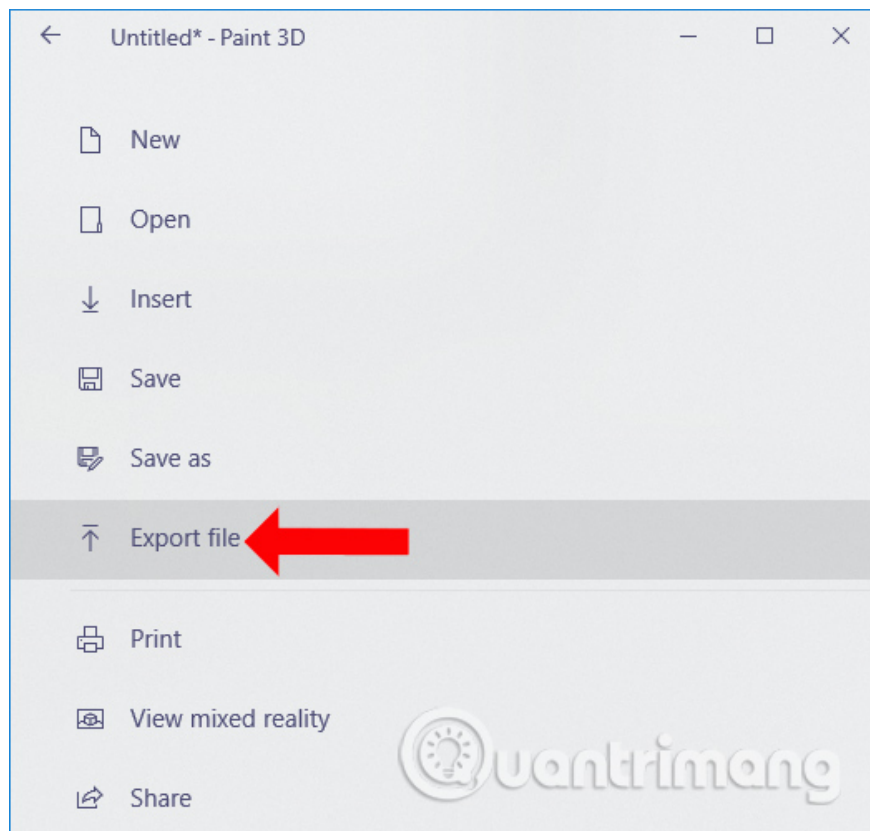 Untitled* - Paint 3D
New
Open
Insert
Save
Save as
Export file
Print
View mixed reality
Share
Quantrimang